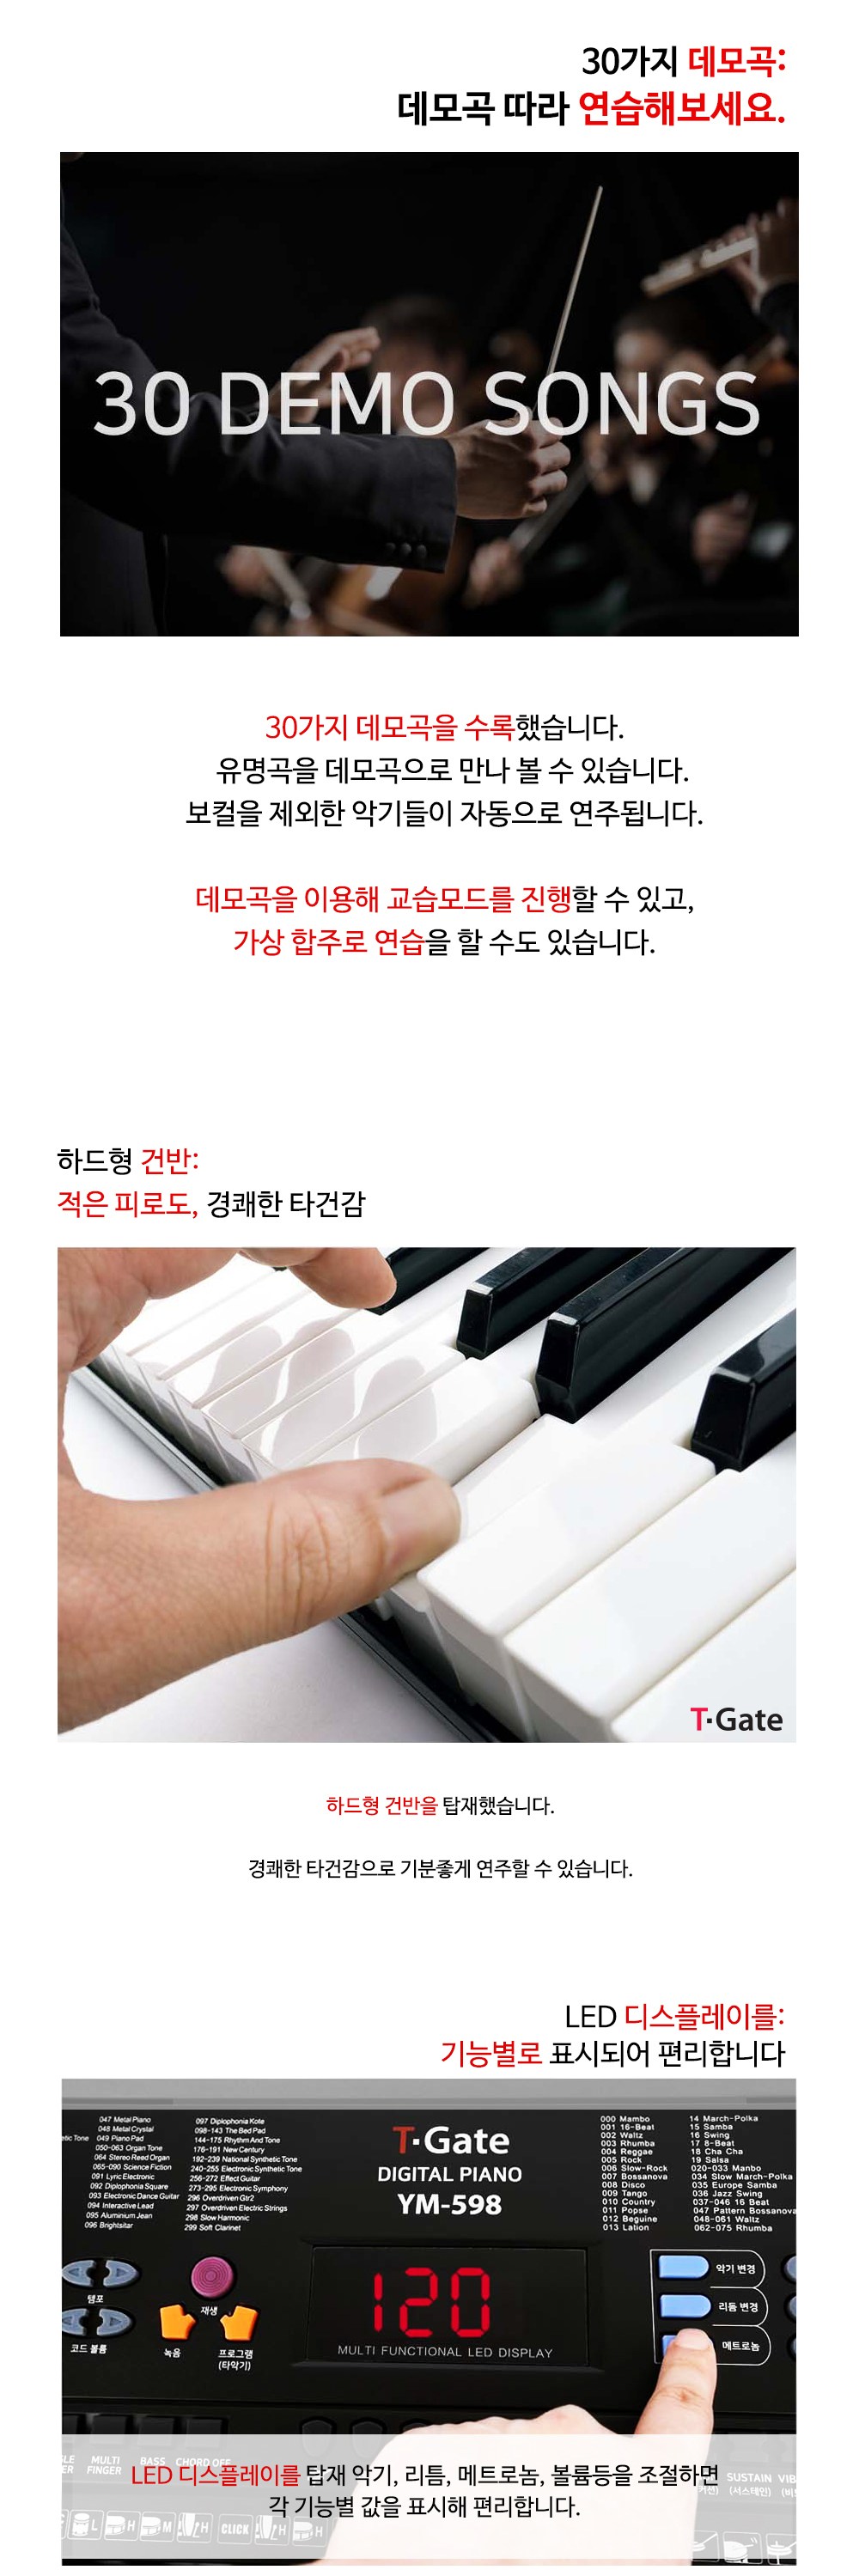 30가지 데모곡:
데모곡 따라 연습해보세요.
30 DEMO SONGS
30가지 데모곡을 수록했습니다.
유명곡을 데모곡으로 만나 볼 수 있습니다.
보컬을 제외한 악기들이 자동으로 연주됩니다.
데모곡을 이용해 교습모드를 진행할 수 있고,
가상 합주로 연습을 할 수도 있습니다.
하드형 건반:
적은 피로도, 경쾌한 타건감
T·Gate
하드형 건반을 탑재했습니다.
경쾌한 타건감으로 기분좋게 연주할 수 있습니다.
LED 디스플레이를:
기능별로 표시되어 편리합니다
etic Tone
047 Metal Piano
048 Metal Crystal
049 Piano Pad
050-063 Organ Tone
064 Stereo Reed Organ
065-090 Science Fiction
091 Lyric Electronic
092 Diplophonia Square
093 Electronic Dance Guitar
094 Interactive Lead
095 Aluminium Jean
096 Brightsitar
097 Diplophonia Kote
098-143 The Bed Pad
144-175 Rhythm And Tone
176-191 New Century
192-239 National Synthetic Tone
240-255 Electronic Synthetic Tone
256-272 Effect Guitar
273-295 Electronic Symphony
296 Overdriven Gtr2
297 Overdriven Electric Strings
298 Slow Harmonic
299 Soft Clarinet
T·Gate
DIGITAL PIANO
YM-598
000 Mambo
001 16-Beat
002 Waltz
003 Rhumba
004 Reggae
005 Rock
006 Slow-Rock
007 Bossanova
008 Disco
009 Tango
010 Country
011 Popse
012 Beguine
013 Lation
14 March-Polka
15 Samba
16 Swing
17 8-Beat
18 Cha Cha
19 Salsa
020-033 Manbo
034 Slow March-Polka
035 Europe Samba
036 Jazz Swing
037-046 16 Beat
047 Pattern Bossanova
048-061 Waltz
062-075 Rhumba
템포
재생
코드 볼륨
녹음
프로그램
(타악기)
120
MULTI FUNCTIONAL LED DISPLAY
악기 변경
리듬 변경
메트로놈
MULTI
FINGER
BASS
CHORD OFF
SUSTAIN
(서스테인)
CLICK
LED 디스플레이를 탑재 악기, 리듬, 메트로놈, 볼륨등을 조절하면
각 기능별 값을 표시해 편리합니다.